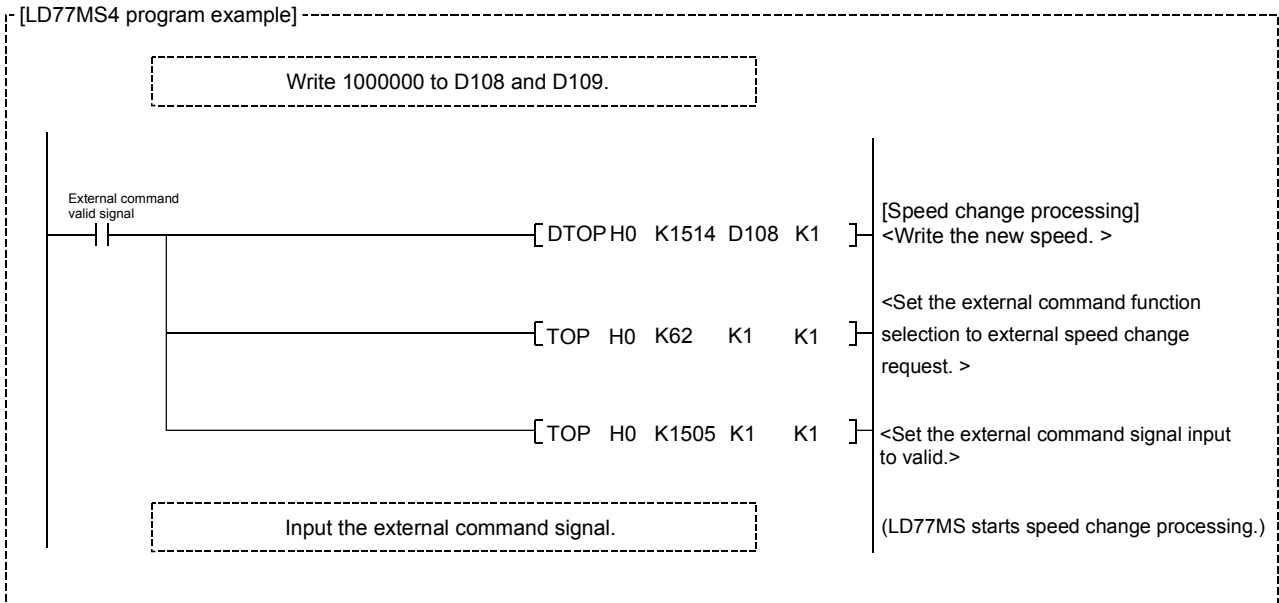 [LD77MS4 program example]
Write 1000000 to D108 and D109.
External command
valid signal
DTOP H0 K1514 D108 K1
[Speed change processing]
<Write the new speed. >
TOP H0 K62 K1 K1
<Set the external command function
selection to external speed change
request. >
TOP H0 K1505 K1 K1
<Set the external command signal input
to valid.>
Input the external command signal.
(LD77MS starts speed change processing.)